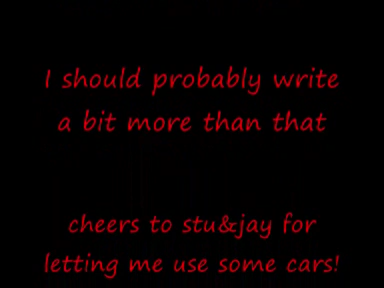 I should probably write
a bit more than that
cheers to stu&jay for
letting me use some cars!